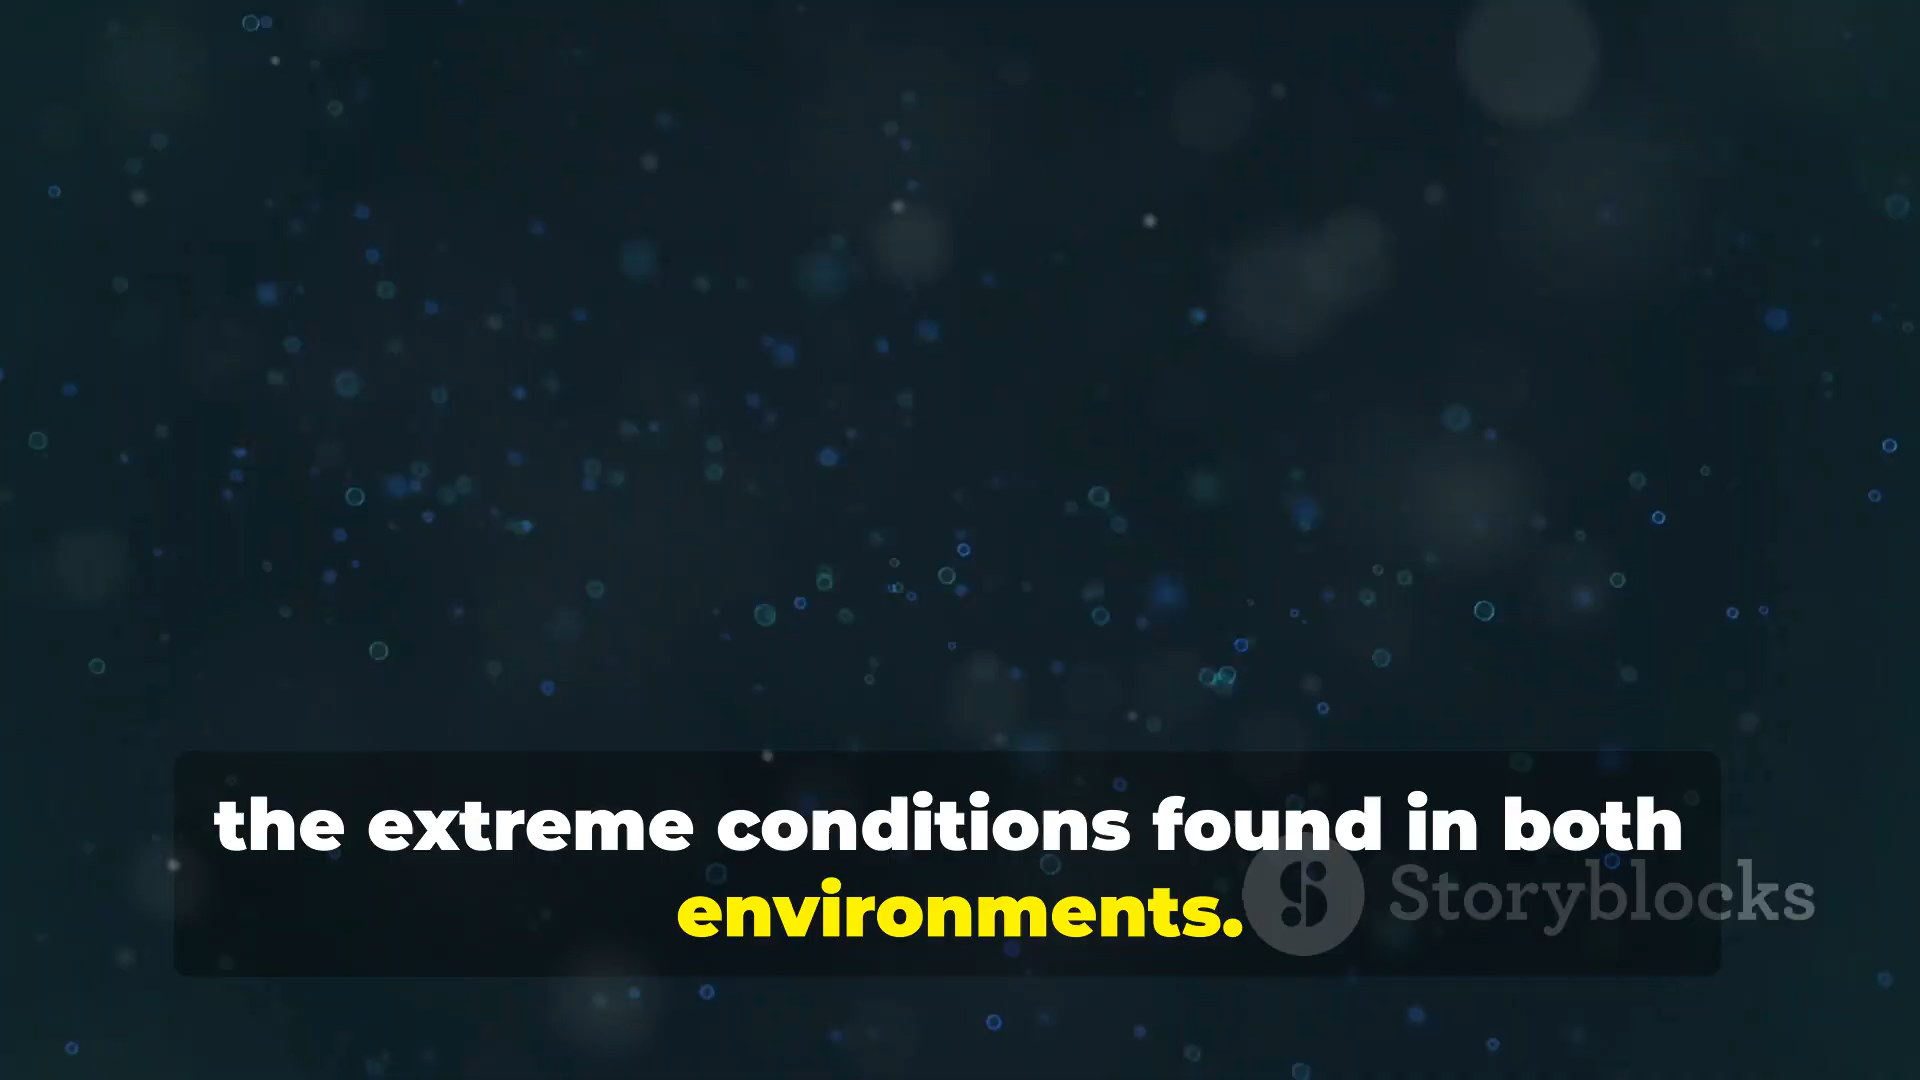 the extreme conditions found in both
environments.
Storyblocks